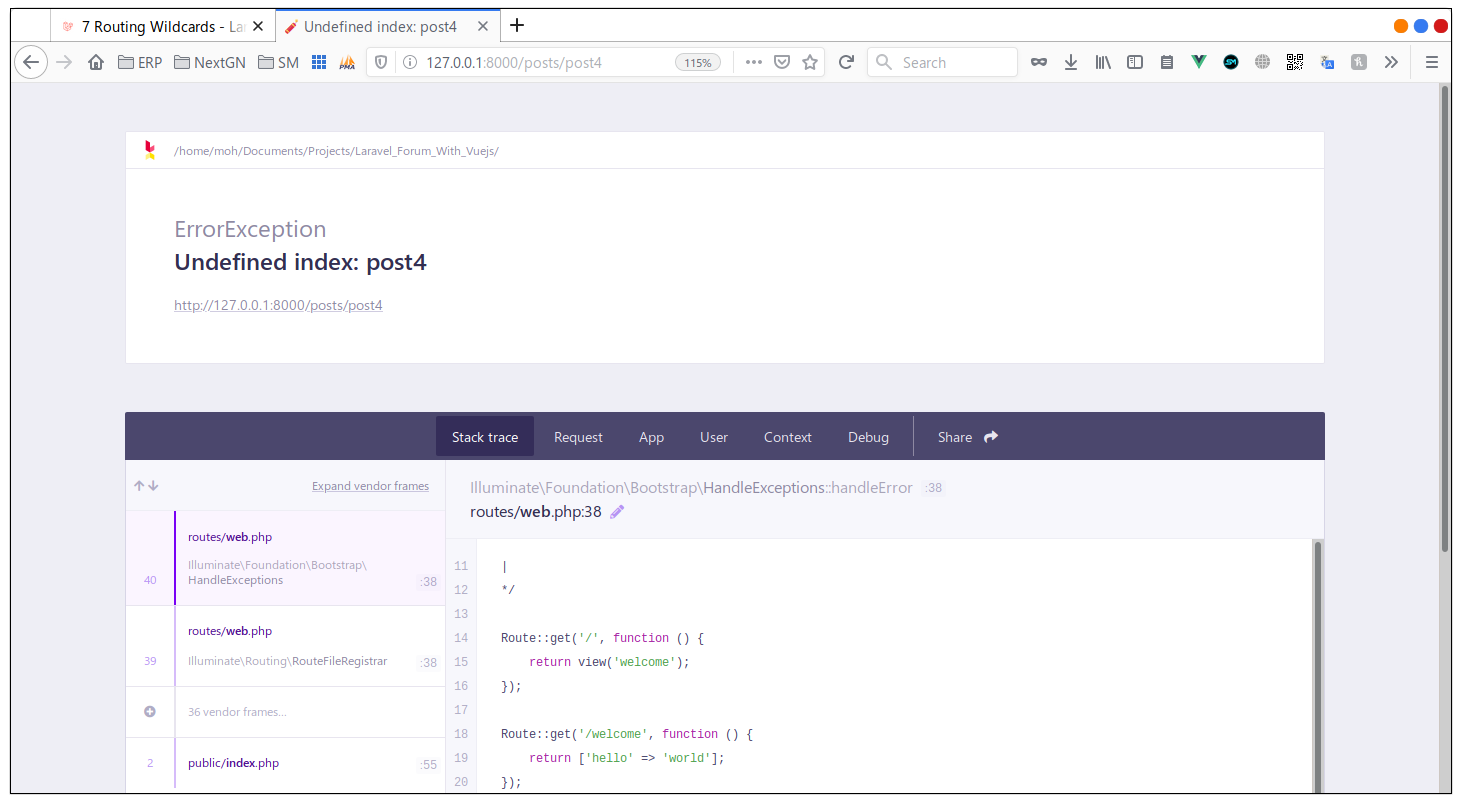 7 Routing Wildcards - La
Undefined index: post4
ERP
NextGN
SM
PMA
127.0.0.1:8000/posts/post4
115%
Search
/home/moh/Documents/Projects/Laravel_Forum_With_Vuejs/
ErrorException
Undefined index: post4
http://127.0.0.1:8000/posts/post4
Stack trace Request App User Context Debug Share
Expand vendor frames
routes/web.php
Illuminate\Foundation\Bootstrap\
HandleExceptions
40 :38
routes/web.php
39 Illuminate\Routing\RouteFileRegistrar :38
36 vendor frames…
2 public/index.php :55
Illuminate\Foundation\Bootstrap\HandleExceptions::handleError :38
routes/web.php:38
11 |
12 */
13
14 Route::get('/', function () {
15     return view('welcome');
16 });
17
18 Route::get('/welcome', function () {
19     return ['hello' => 'world'];
20 });